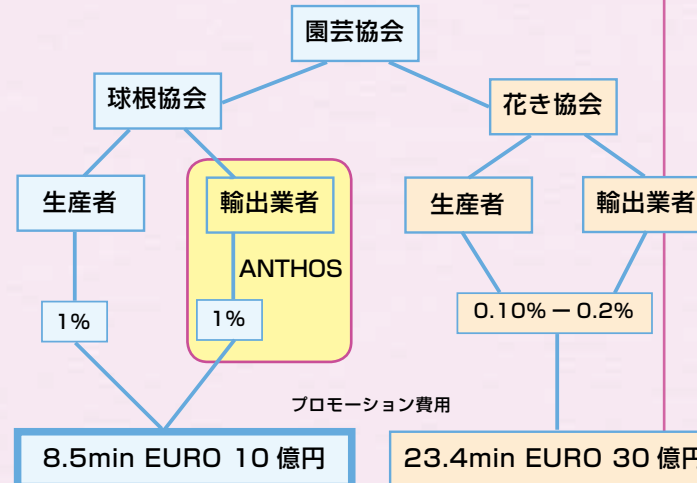 園芸協会
球根協会
花き協会
生産者
輸出業者
生産者
輸出業者
ANTHOS
1%
1%
0.10% － 0.2%
プロモーション費用
8.5min EURO 10 億円
23.4min EURO 30 億円